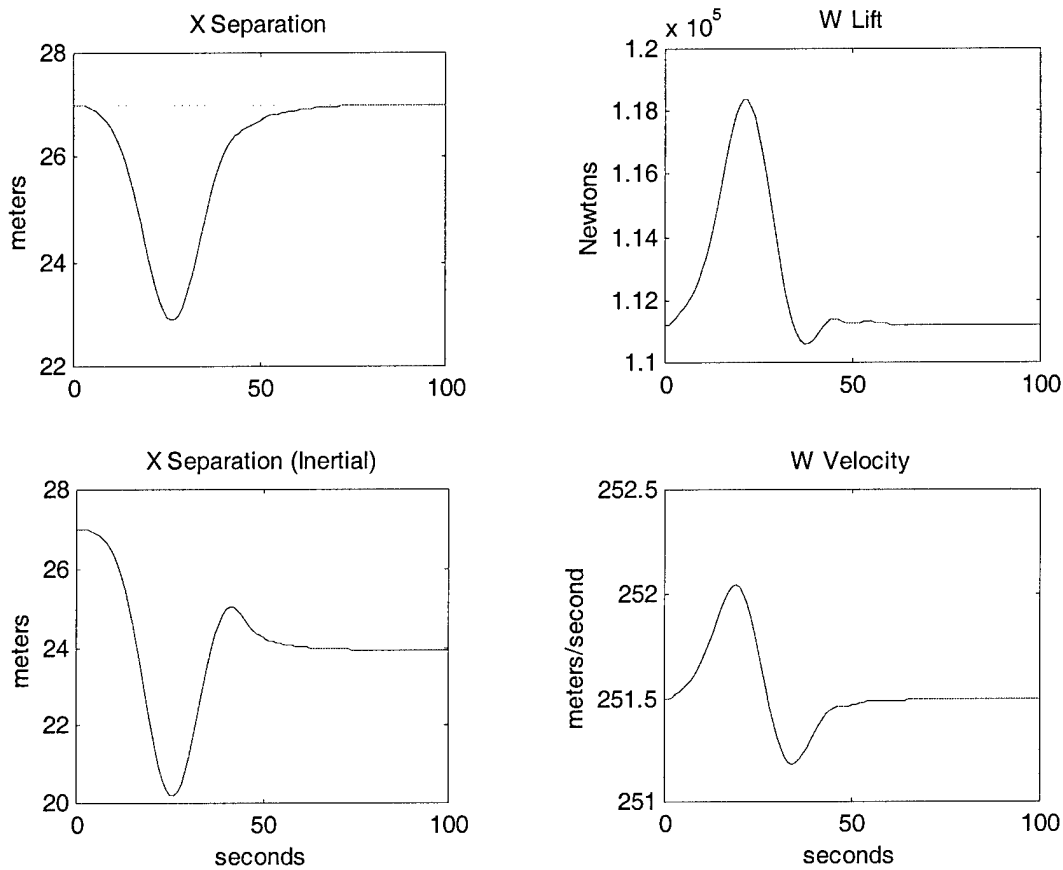 X Separation
28
26
24
22
meters
0 50 100
W Lift
x 10^5
1.2
1.18
1.16
1.14
1.12
1.1
Newtons
0 50 100
X Separation (Inertial)
28
26
24
22
20
meters
0 50 100
seconds
W Velocity
252.5
252
251.5
251
meters/second
0 50 100
seconds